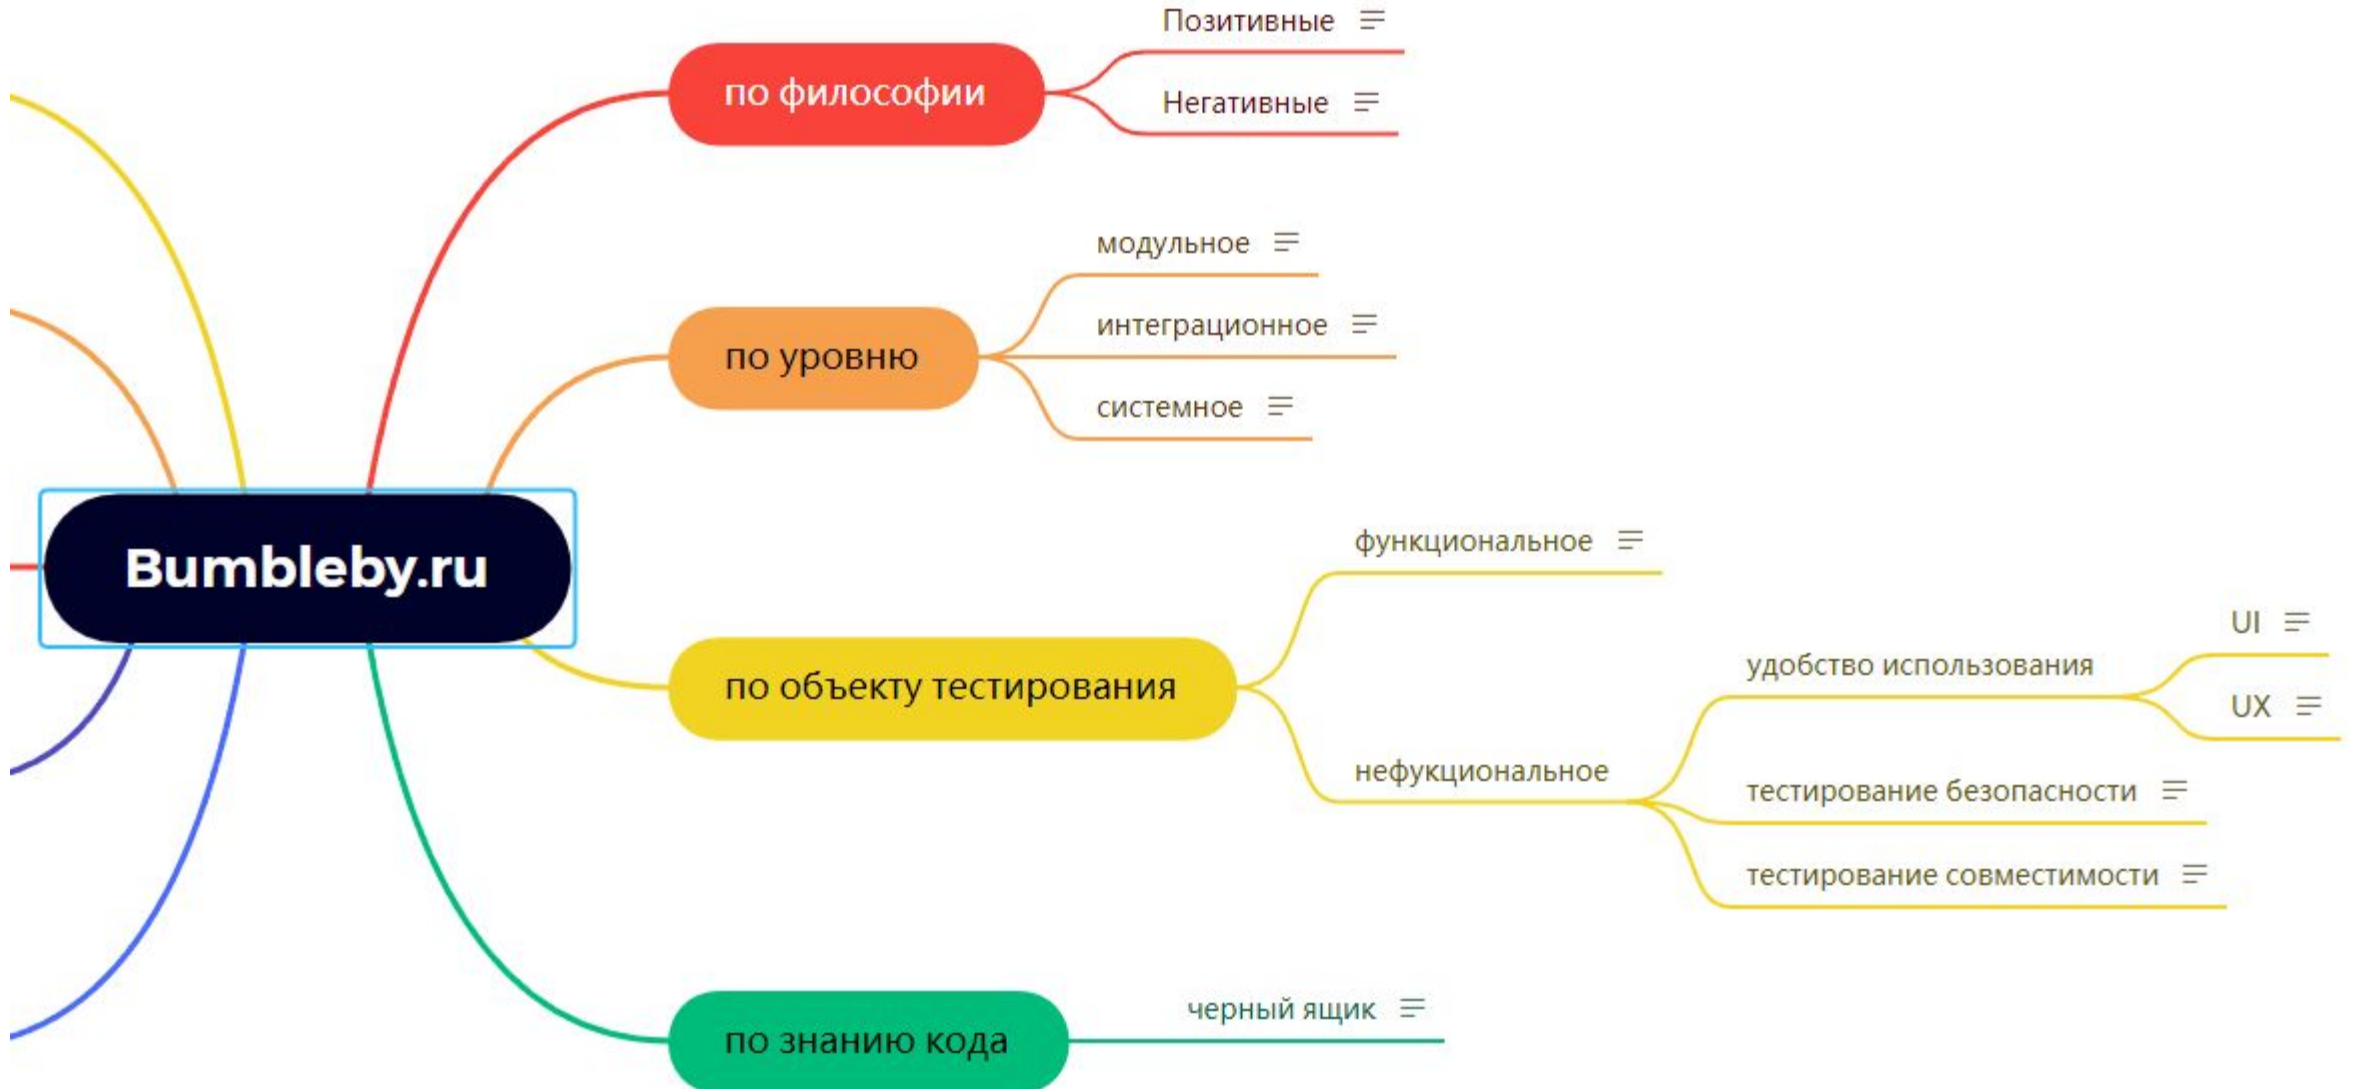 Позитивные
по философии
Негативные
модульное
интеграционное
по уровню
системное
Bumbleby.ru
функциональное
UI
удобство использования
по объекту тестирования
UX
нефукциональное
тестирование безопасности
тестирование совместимости
черный ящик
по знанию кода